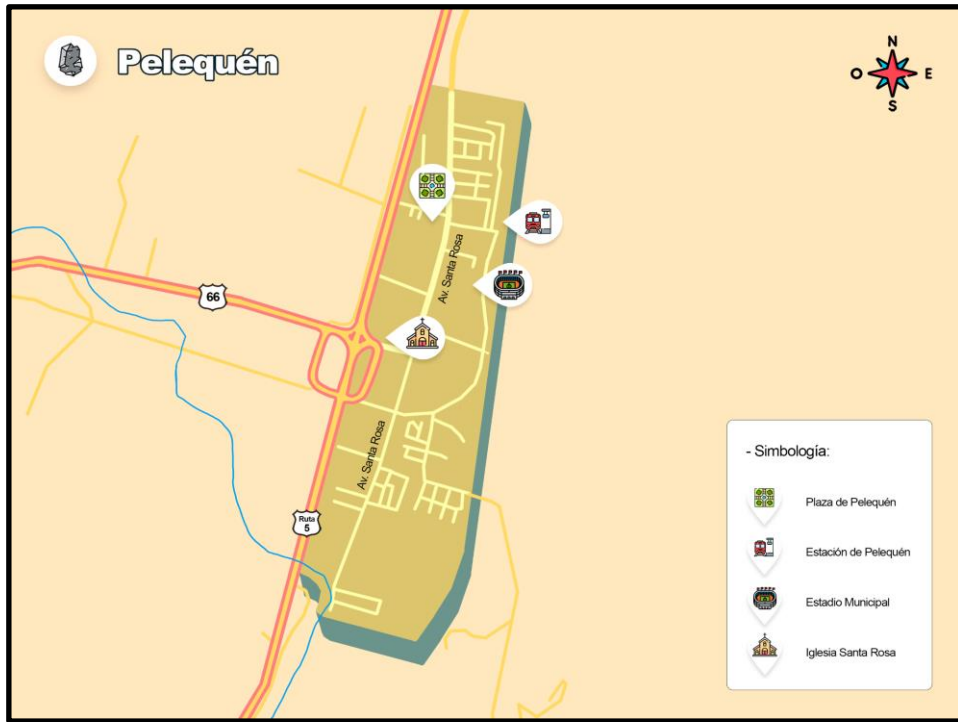 Pelequén
N
O E
S
Av. Santa Rosa
66
Av. Santa Rosa
Ruta
5
- Simbología:
Plaza de Pelequén
Estación de Pelequén
Estadio Municipal
Iglesia Santa Rosa